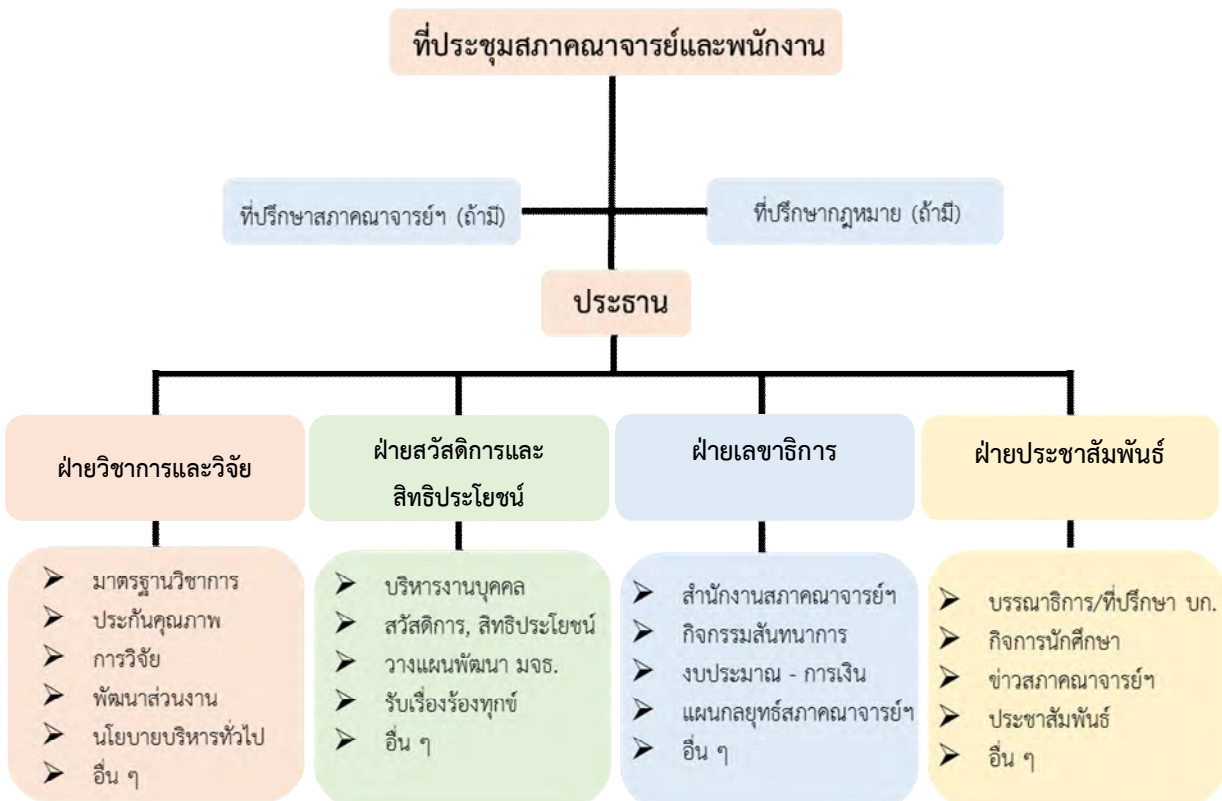 ที่ประชุมสภาคณาจารย์และพนักงาน
ที่ปรึกษาสภาคณาจารย์ฯ (ถ้ามี)
ที่ปรึกษากฎหมาย (ถ้ามี)
ประธาน
ฝ่ายวิชาการและวิจัย
➤ มาตรฐานวิชาการ
➤ ประกันคุณภาพ
➤ การวิจัย
➤ พัฒนาส่วนงาน
➤ นโยบายบริหารทั่วไป
➤ อื่น ๆ
ฝ่ายสวัสดิการและ
สิทธิประโยชน์
➤ บริหารงานบุคคล
➤ สวัสดิการ, สิทธิประโยชน์
➤ วางแผนพัฒนา มจธ.
➤ รับเรื่องร้องทุกข์
➤ อื่น ๆ
ฝ่ายเลขาธิการ
➤ สำนักงานสภาคณาจารย์ฯ
➤ กิจกรรมสันทนาการ
➤ งบประมาณ - การเงิน
➤ แผนกลยุทธ์สภาคณาจารย์ฯ
➤ อื่น ๆ
ฝ่ายประชาสัมพันธ์
➤ บรรณาธิการ/ที่ปรึกษา บก.
➤ กิจการนักศึกษา
➤ ข่าวสภาคณาจารย์ฯ
➤ ประชาสัมพันธ์
➤ อื่น ๆ